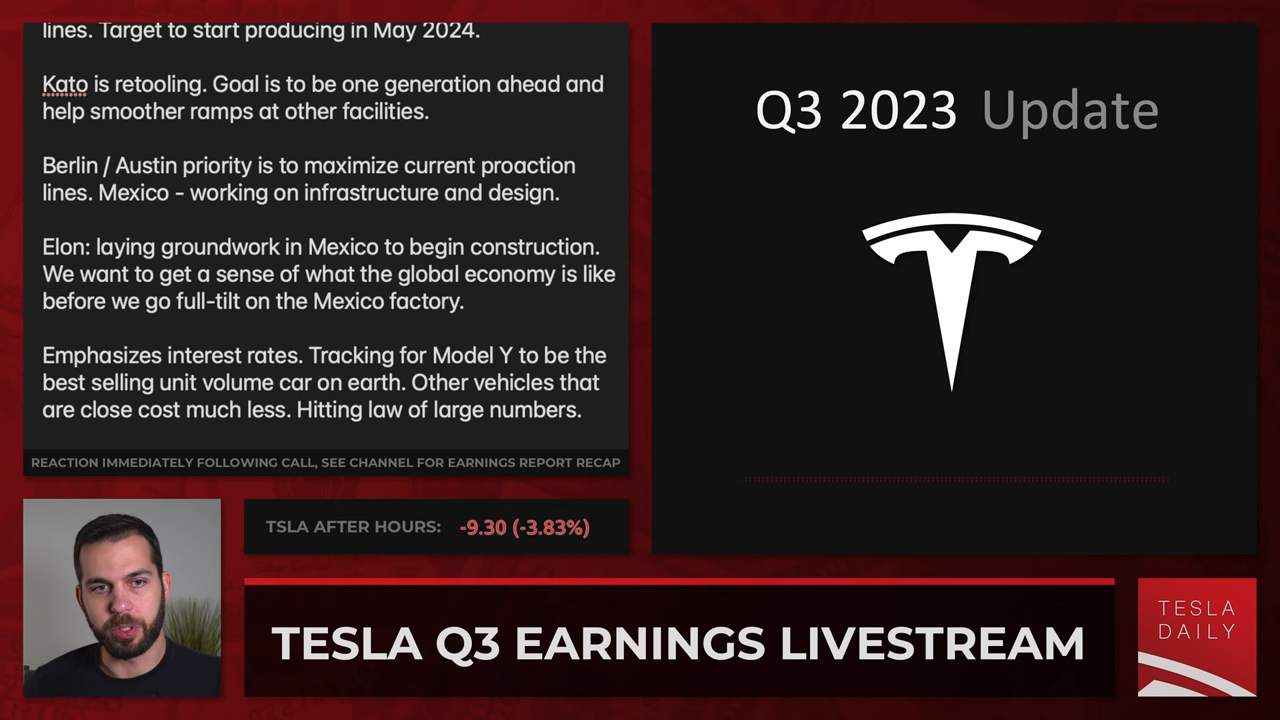 lines. Target to start producing in May 2024.
Kato is retooling. Goal is to be one generation ahead and
help smoother ramps at other facilities.
Berlin / Austin priority is to maximize current proaction
lines. Mexico - working on infrastructure and design.
Elon: laying groundwork in Mexico to begin construction.
We want to get a sense of what the global economy is like
before we go full-tilt on the Mexico factory.
Emphasizes interest rates. Tracking for Model Y to be the
best selling unit volume car on earth. Other vehicles that
are close cost much less. Hitting law of large numbers.
REACTION IMMEDIATELY FOLLOWING CALL, SEE CHANNEL FOR EARNINGS REPORT RECAP
Q3 2023 Update
TSLA AFTER HOURS: -9.30 (-3.83%)
TESLA Q3 EARNINGS LIVESTREAM
TESLA
DAILY